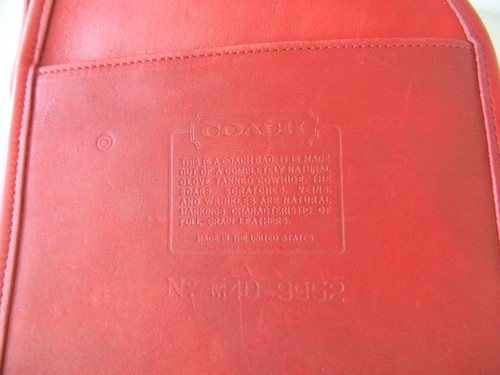 COACH
THIS IS A COACH BAG. IT IS MADE
OUT OF A COMPLETELY NATURAL
GLOVE TANNED COWHIDE. THE
SCARS, SCRATCHES, VEINS,
AND WRINKLES ARE NATURAL
MARKINGS CHARACTERISTIC OF
FULL GRAIN LEATHERS.
MADE IN THE UNITED STATES
No M4D-9952